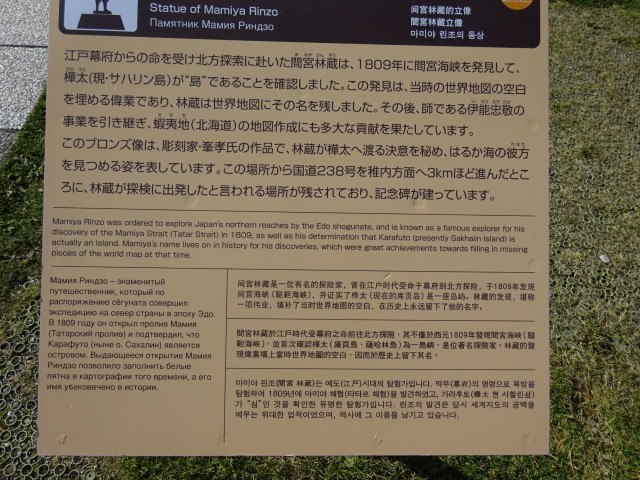 Statue of Mamiya Rinzo
Памятник Мамия Риндзо
间宫林藏的立像
間宮林藏立像
마미야 린조의 동상
江戸幕府からの命を受け北方探索に赴いた間宮林蔵は、1809年に間宮海峡を発見して、
樺太(現・サハリン島)が“島”であることを確認しました。この発見は、当時の世界地図の空白
を埋める偉業であり、林蔵は世界地図にその名を残しました。その後、師である伊能忠敬の
事業を引き継ぎ、蝦夷地(北海道)の地図作成にも多大な貢献を果たしています。
このブロンズ像は、彫刻家・峯孝氏の作品で、林蔵が樺太へ渡る決意を秘め、はるか海の彼方
を見つめる姿を表しています。この場所から国道238号を稚内方面へ3kmほど進んだとこ
ろに、林蔵が探検に出発したと言われる場所が残されており、記念碑が建っています。
Mamiya Rinzo was ordered to explore Japan's northern reaches by the Edo shogunate, and is known as a famous explorer for his
discovery of the Mamiya Strait (Tatar Strait) in 1809, as well as his determination that Karafuto (presently Sakhalin Island) is
actually an island. Mamiya's name lives on in history for his discoveries, which were great achievements towards filling in missing
pieces of the world map at that time.
Мамия Риндзо – знаменитый
путешественник, который по
распоряжению сёгуната совершил
экспедицию на север страны в эпоху Эдо.
В 1809 году он открыл пролив Мамия
(Татарский пролив) и подтвердил, что
Карафуто (ныне о. Сахалин) является
островом. Выдающееся открытие Мамия
Риндзо позволило заполнить белые
пятна в картографии того времени, а его
имя увековечено в истории.
间宫林藏是一位有名的探险家，曾在江户时代受命于幕府到北方探险，于1809年发现
间宫海峡（鞑靼海峡），并证实了桦太（现在的库页岛）是一座岛屿。林藏的发现，堪称
一项伟业，填补了当时世界地图的空白，在历史上永远留下了他的名字。
間宮林藏於江戶時代受幕府之命前往北方探險，其不僅於西元1809年發現間宮海峽（韃
靼海峽），並首次確認樺太（庫頁島・薩哈林島）為一島嶼，是位著名探險家。林藏的發
現偉業填上當時世界地圖的空白，因而於歷史上留下其名。
마미야 린조(間宮 林蔵)는 에도(江戸)시대의 탐험가입니다. 막부(幕府)의 명령으로 북방을
탐험하여 1809년에 마미야 해협(타타르 해협)을 발견하였고, 가라후토(樺太 현 사할린섬)
가 “섬”인 것을 확인한 유명한 탐험가입니다. 린조의 발견은 당시 세계지도의 공백을
메우는 위대한 업적이었으며, 역사에 그 이름을 남기고 있습니다.